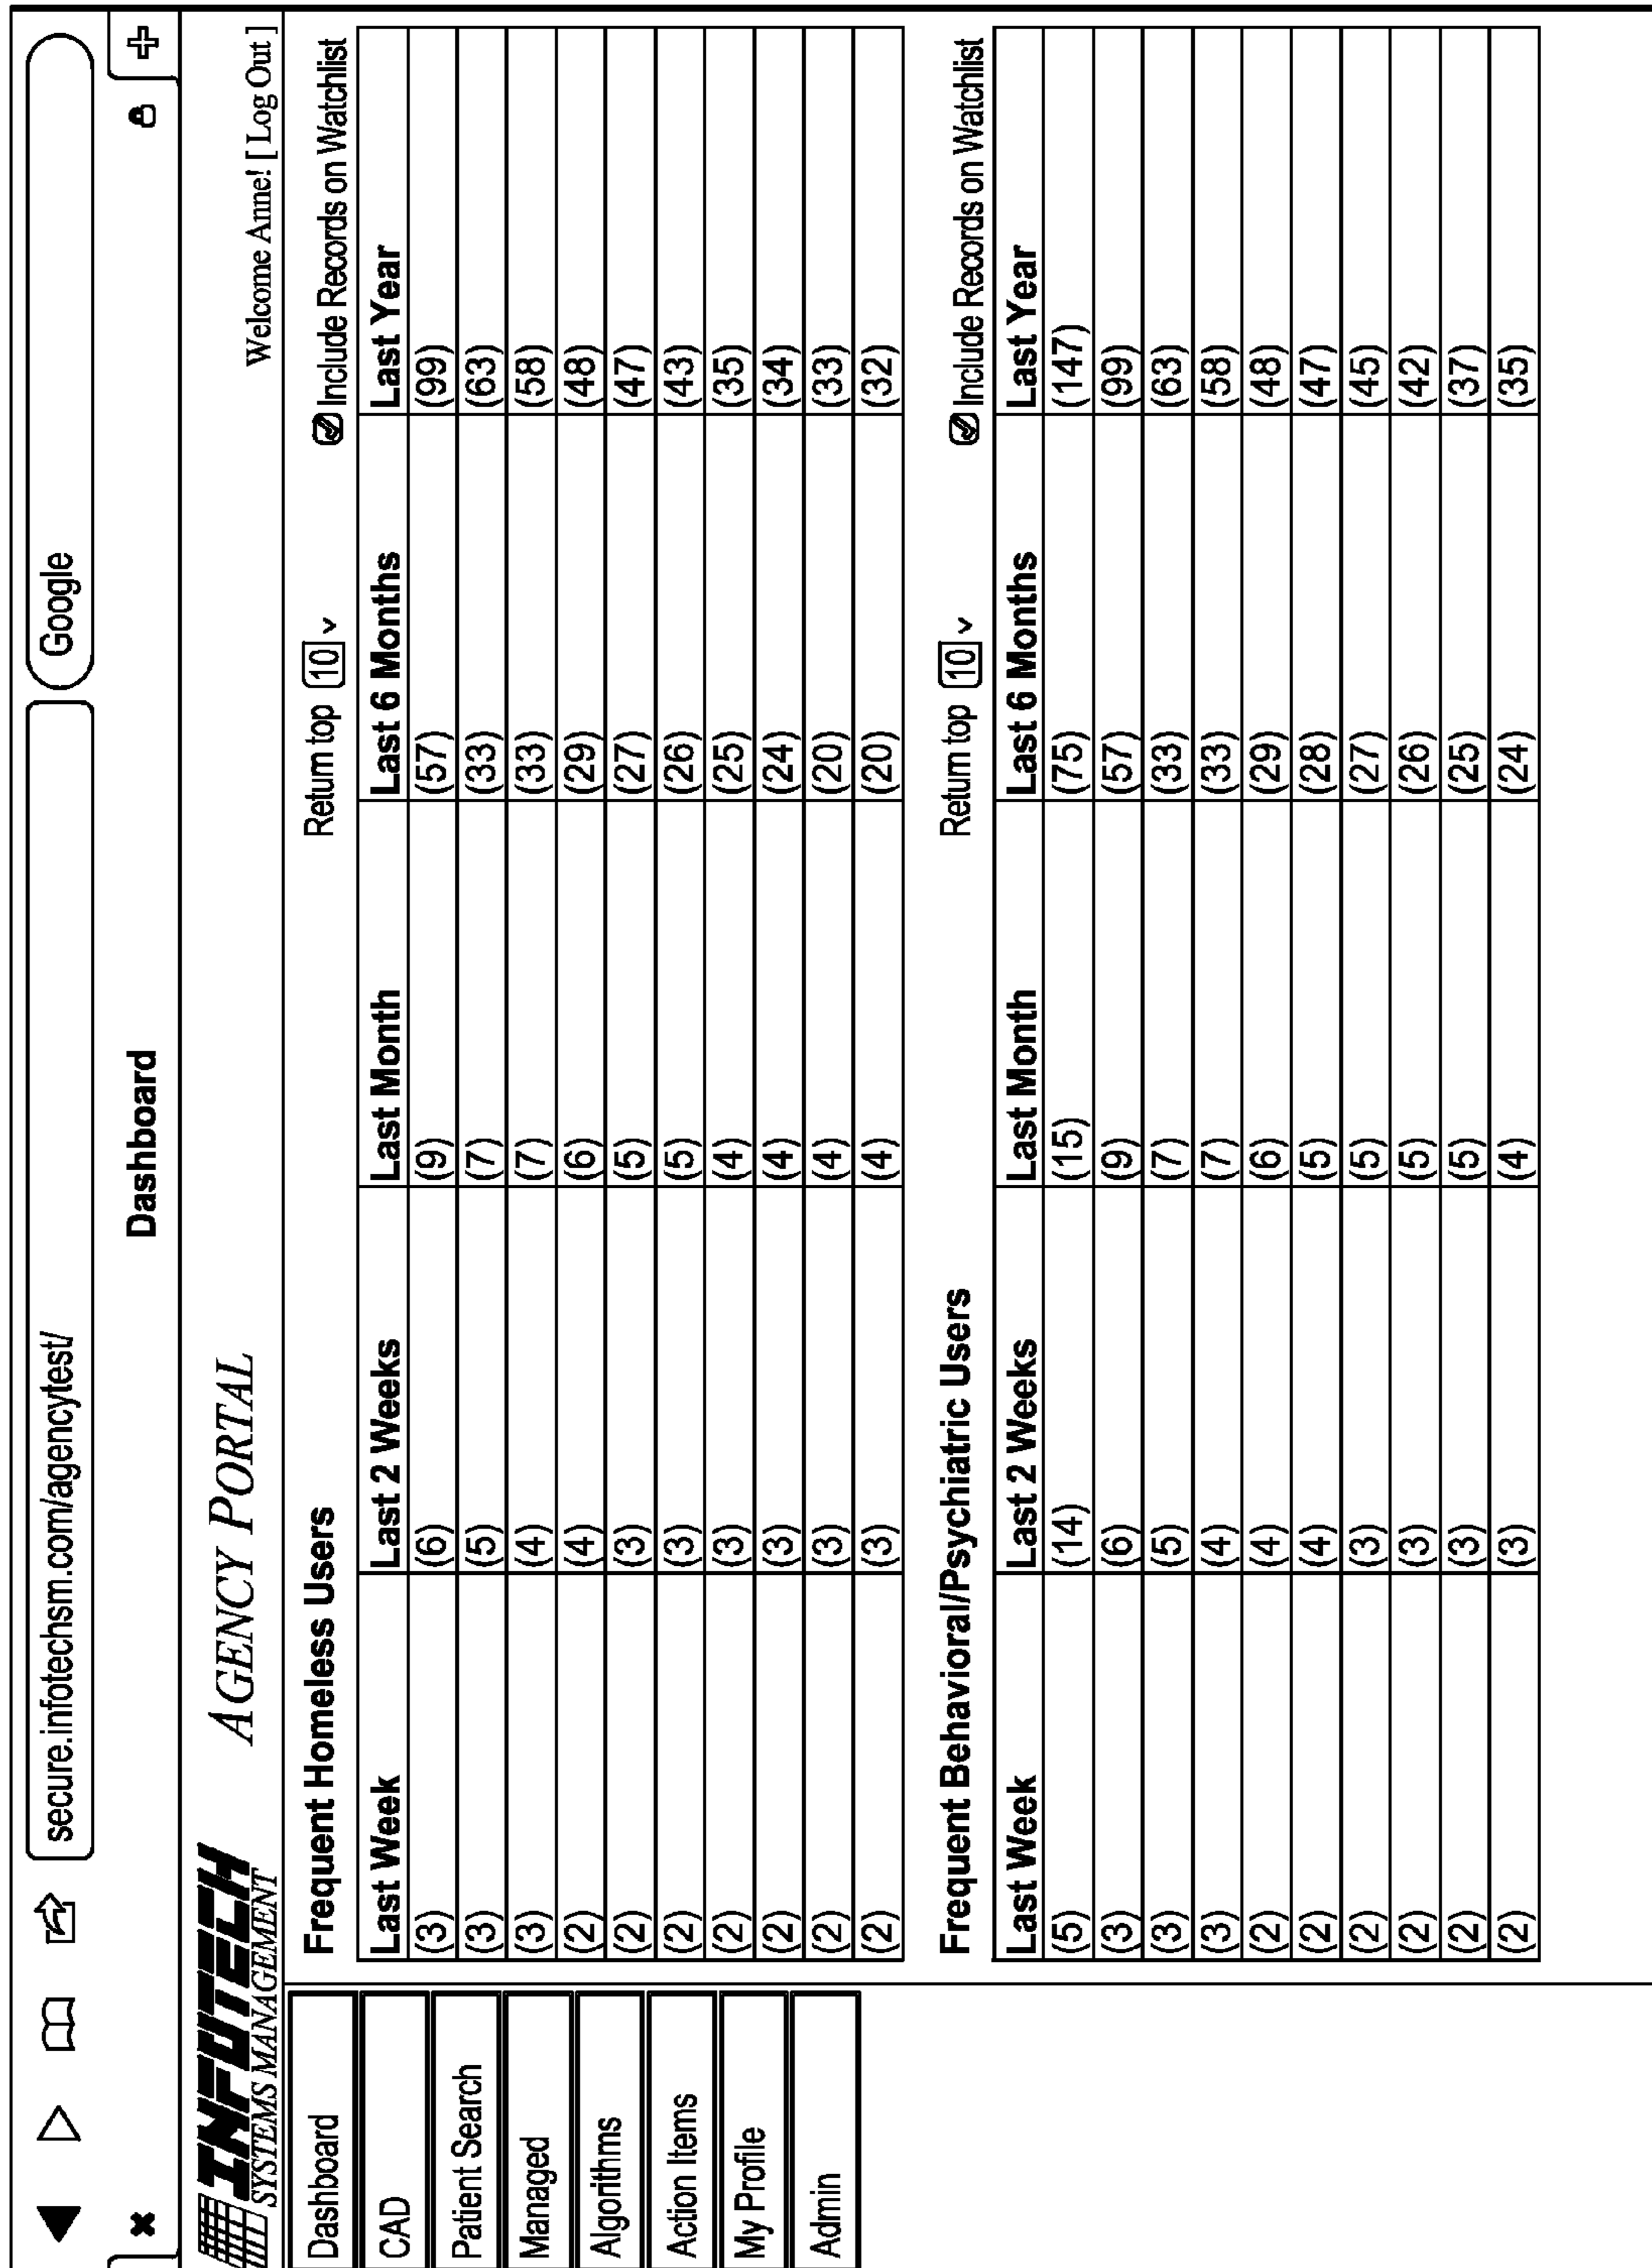 secure.infotechsm.com/agencytest/ Google
Dashboard
INFOTECH
SYSTEMS MANAGEMENT
AGENCY PORTAL
Welcome Anne! [ Log Out ]
Dashboard
CAD
Patient Search
Managed
Algorithms
Action Items
My Profile
Admin
Frequent Homeless Users Return top 10 Include Records on Watchlist
Last Week Last 2 Weeks Last Month Last 6 Months Last Year
(3) (6) (9) (57) (99)
(3) (5) (7) (33) (63)
(3) (4) (7) (33) (58)
(2) (4) (6) (29) (48)
(2) (3) (5) (27) (47)
(2) (3) (5) (26) (43)
(2) (3) (4) (25) (35)
(2) (3) (4) (24) (34)
(2) (3) (4) (20) (33)
(2) (3) (4) (20) (32)
Frequent Behavioral/Psychiatric Users Return top 10 Include Records on Watchlist
Last Week Last 2 Weeks Last Month Last 6 Months Last Year
(5) (14) (15) (75) (147)
(3) (6) (9) (57) (99)
(3) (5) (7) (33) (63)
(3) (4) (7) (33) (58)
(2) (4) (6) (29) (48)
(2) (4) (5) (28) (47)
(2) (3) (5) (27) (45)
(2) (3) (5) (26) (42)
(2) (3) (5) (25) (37)
(2) (3) (4) (24) (35)